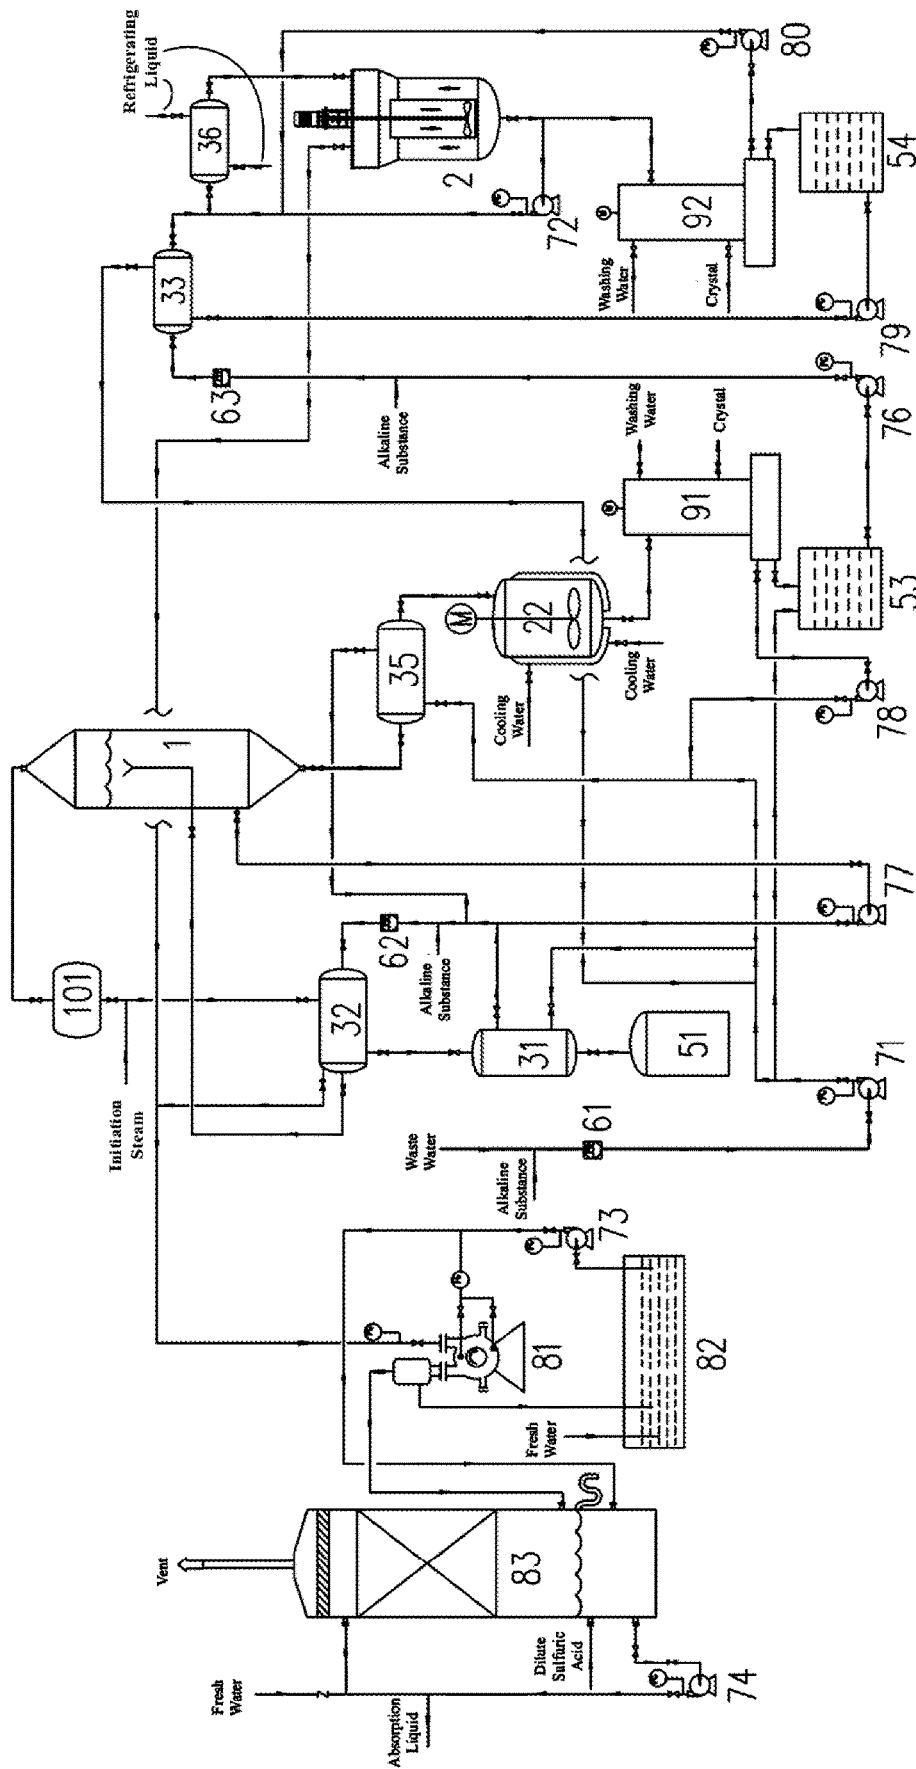 Refrigerating
Liquid
Initiation
Steam
Vent
101
1
33
36
Fresh
Water
63
32
Alkaline
Substance
62
35
Absorption
Liquid
Waste
Water
Alkaline
Substance
M
2
Alkaline
Substance
Cooling
Water
83
Fresh
Water
31
22
Dilute
Sulfuric
Acid
81
72
61
Washing
Water
73
Cooling
Water
Washing
Water
51
91
92
82
Crystal
Crystal
74
80
71
78
76
77
79
53
54